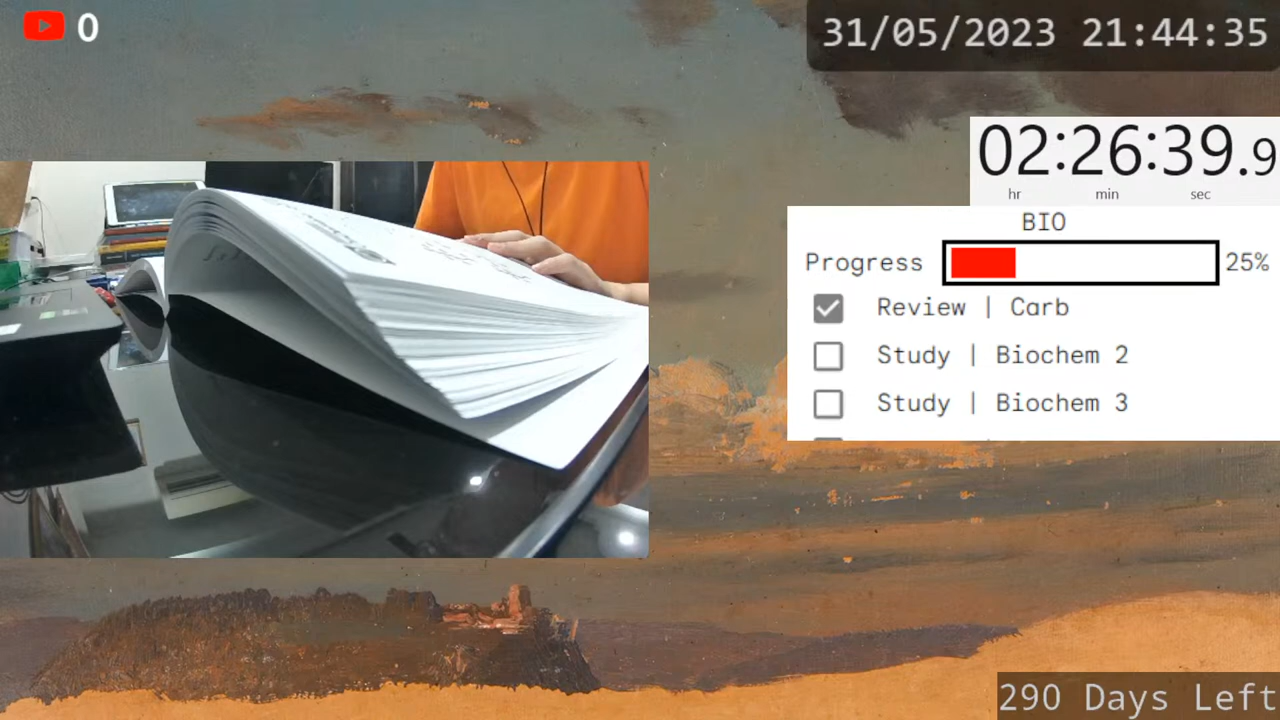 0
31/05/2023 21:44:35
02:26:39.9
hr min sec
BIO
Progress 25%
Review | Carb
Study | Biochem 2
Study | Biochem 3
290 Days Left